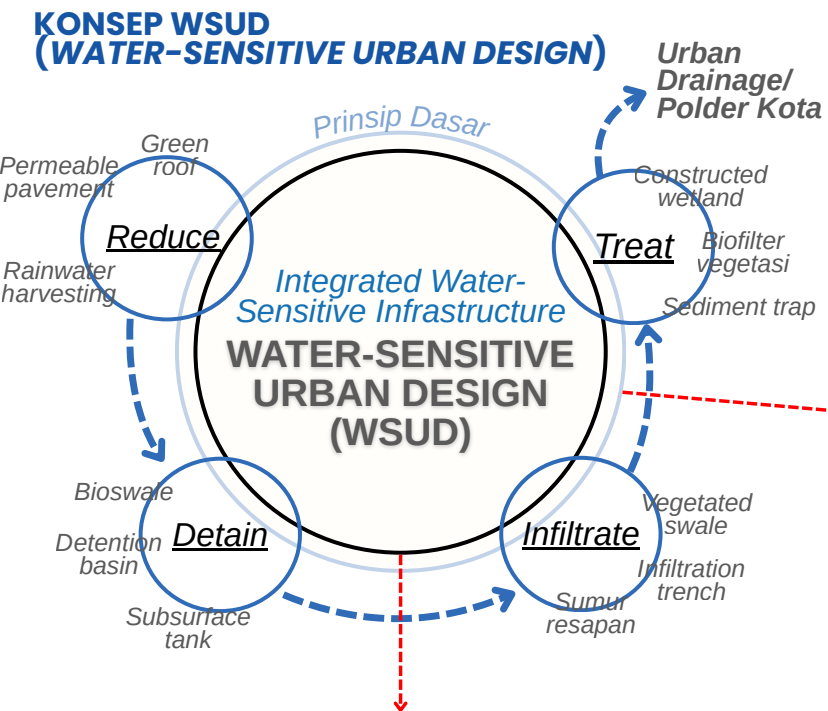 KONSEP WSUD
(WATER-SENSITIVE URBAN DESIGN)
Urban
Drainage/
Polder Kota
Prinsip Dasar
Green
roof
Permeable
pavement
Reduce
Rainwater
harvesting
Constructed
wetland
Treat
Biofilter
vegetasi
Sediment trap
Integrated Water-
Sensitive Infrastructure
WATER-SENSITIVE
URBAN DESIGN
(WSUD)
Bioswale
Detention
basin
Detain
Subsurface
tank
Infiltrate
Vegetated
swale
Infiltration
trench
Sumur
resapan